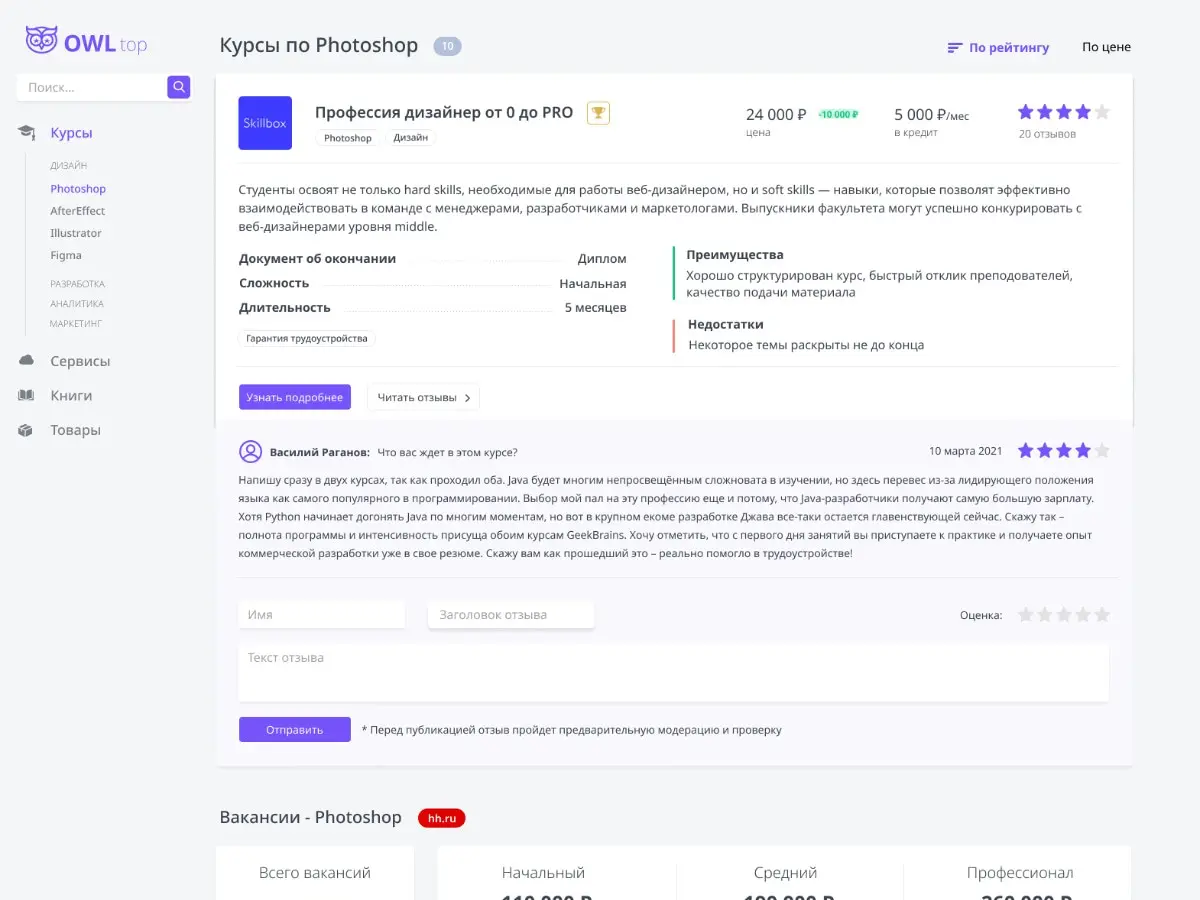 OWL top
Поиск...
Курсы
ДИЗАЙН
Photoshop
AfterEffect
Illustrator
Figma
РАЗРАБОТКА
АНАЛИТИКА
МАРКЕТИНГ
Сервисы
Книги
Товары
Курсы по Photoshop 10
По рейтингу По цене
Skillbox
Профессия дизайнер от 0 до PRO
Photoshop Дизайн
24 000 ₽ -10 000 ₽
цена
5 000 ₽/мес
в кредит
20 отзывов
Студенты освоят не только hard skills, необходимые для работы веб-дизайнером, но и soft skills — навыки, которые позволят эффективно
взаимодействовать в команде с менеджерами, разработчиками и маркетологами. Выпускники факультета могут успешно конкурировать с
веб-дизайнерами уровня middle.
Документ об окончании Диплом
Сложность Начальная
Длительность 5 месяцев
Гарантия трудоустройства
Преимущества
Хорошо структурирован курс, быстрый отклик преподователей,
качество подачи материала
Недостатки
Некоторое темы раскрыты не до конца
Узнать подробнее Читать отзывы
Василий Раганов: Что вас ждет в этом курсе? 10 марта 2021
Напишу сразу в двух курсах, так как проходил оба. Java будет многим непросвещённым сложновата в изучении, но здесь перевес из-за лидирующего положения
языка как самого популярного в программировании. Выбор мой пал на эту профессию еще и потому, что Java-разработчики получают самую большую зарплату.
Хотя Python начинает догонять Java по многим моментам, но вот в крупном екоме разработке Джава все-таки остается главенствующей сейчас. Скажу так –
полнота программы и интенсивность присуща обоим курсам GeekBrains. Хочу отметить, что с первого дня занятий вы приступаете к практике и получаете опыт
коммерческой разработки уже в свое резюме. Скажу вам как прошедший это – реально помогло в трудоустройстве!
Имя Заголовок отзыва Оценка:
Текст отзыва
Отправить * Перед публикацией отзыв пройдет предварительную модерацию и проверку
Вакансии - Photoshop hh.ru
Всего вакансий Начальный Средний Профессионал